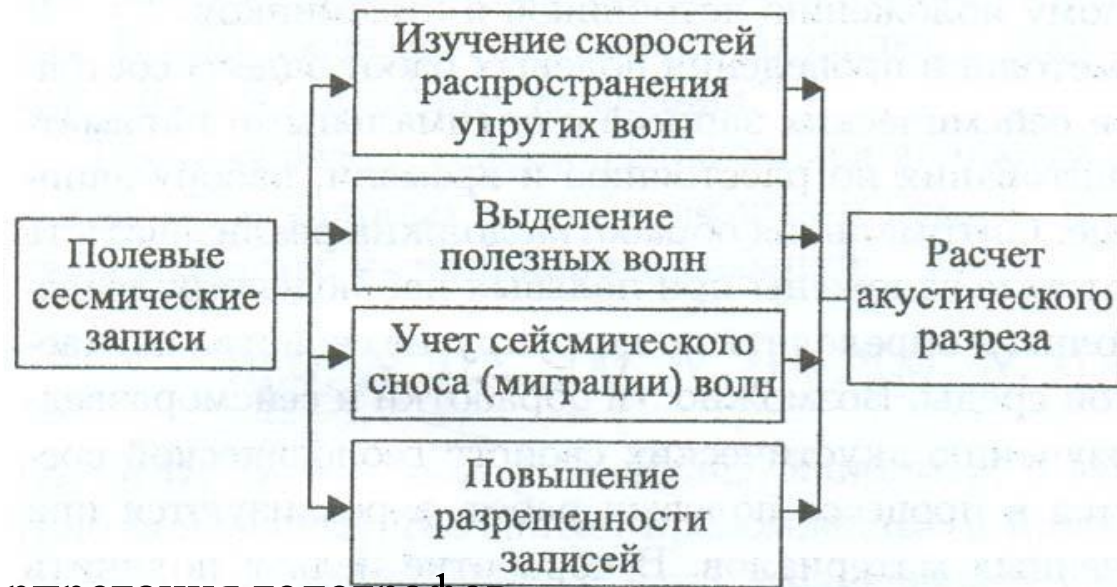 Изучение скоростей
распространения
упругих волн
Полевые
сесмические
записи
Выделение
полезных волн
Учет сейсмического
сноса (миграции) волн
Повышение
разрешенности
записей
Расчет
акустического
разреза
1